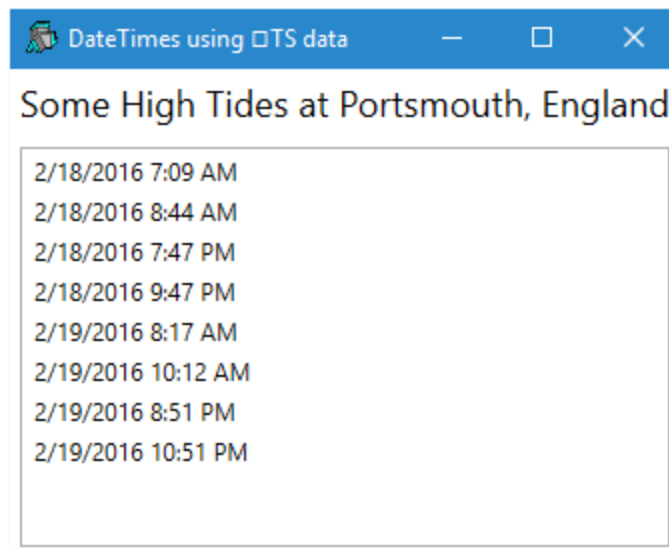 DateTimes using □TS data
Some High Tides at Portsmouth, England
2/18/2016 7:09 AM
2/18/2016 8:44 AM
2/18/2016 7:47 PM
2/18/2016 9:47 PM
2/19/2016 8:17 AM
2/19/2016 10:12 AM
2/19/2016 8:51 PM
2/19/2016 10:51 PM